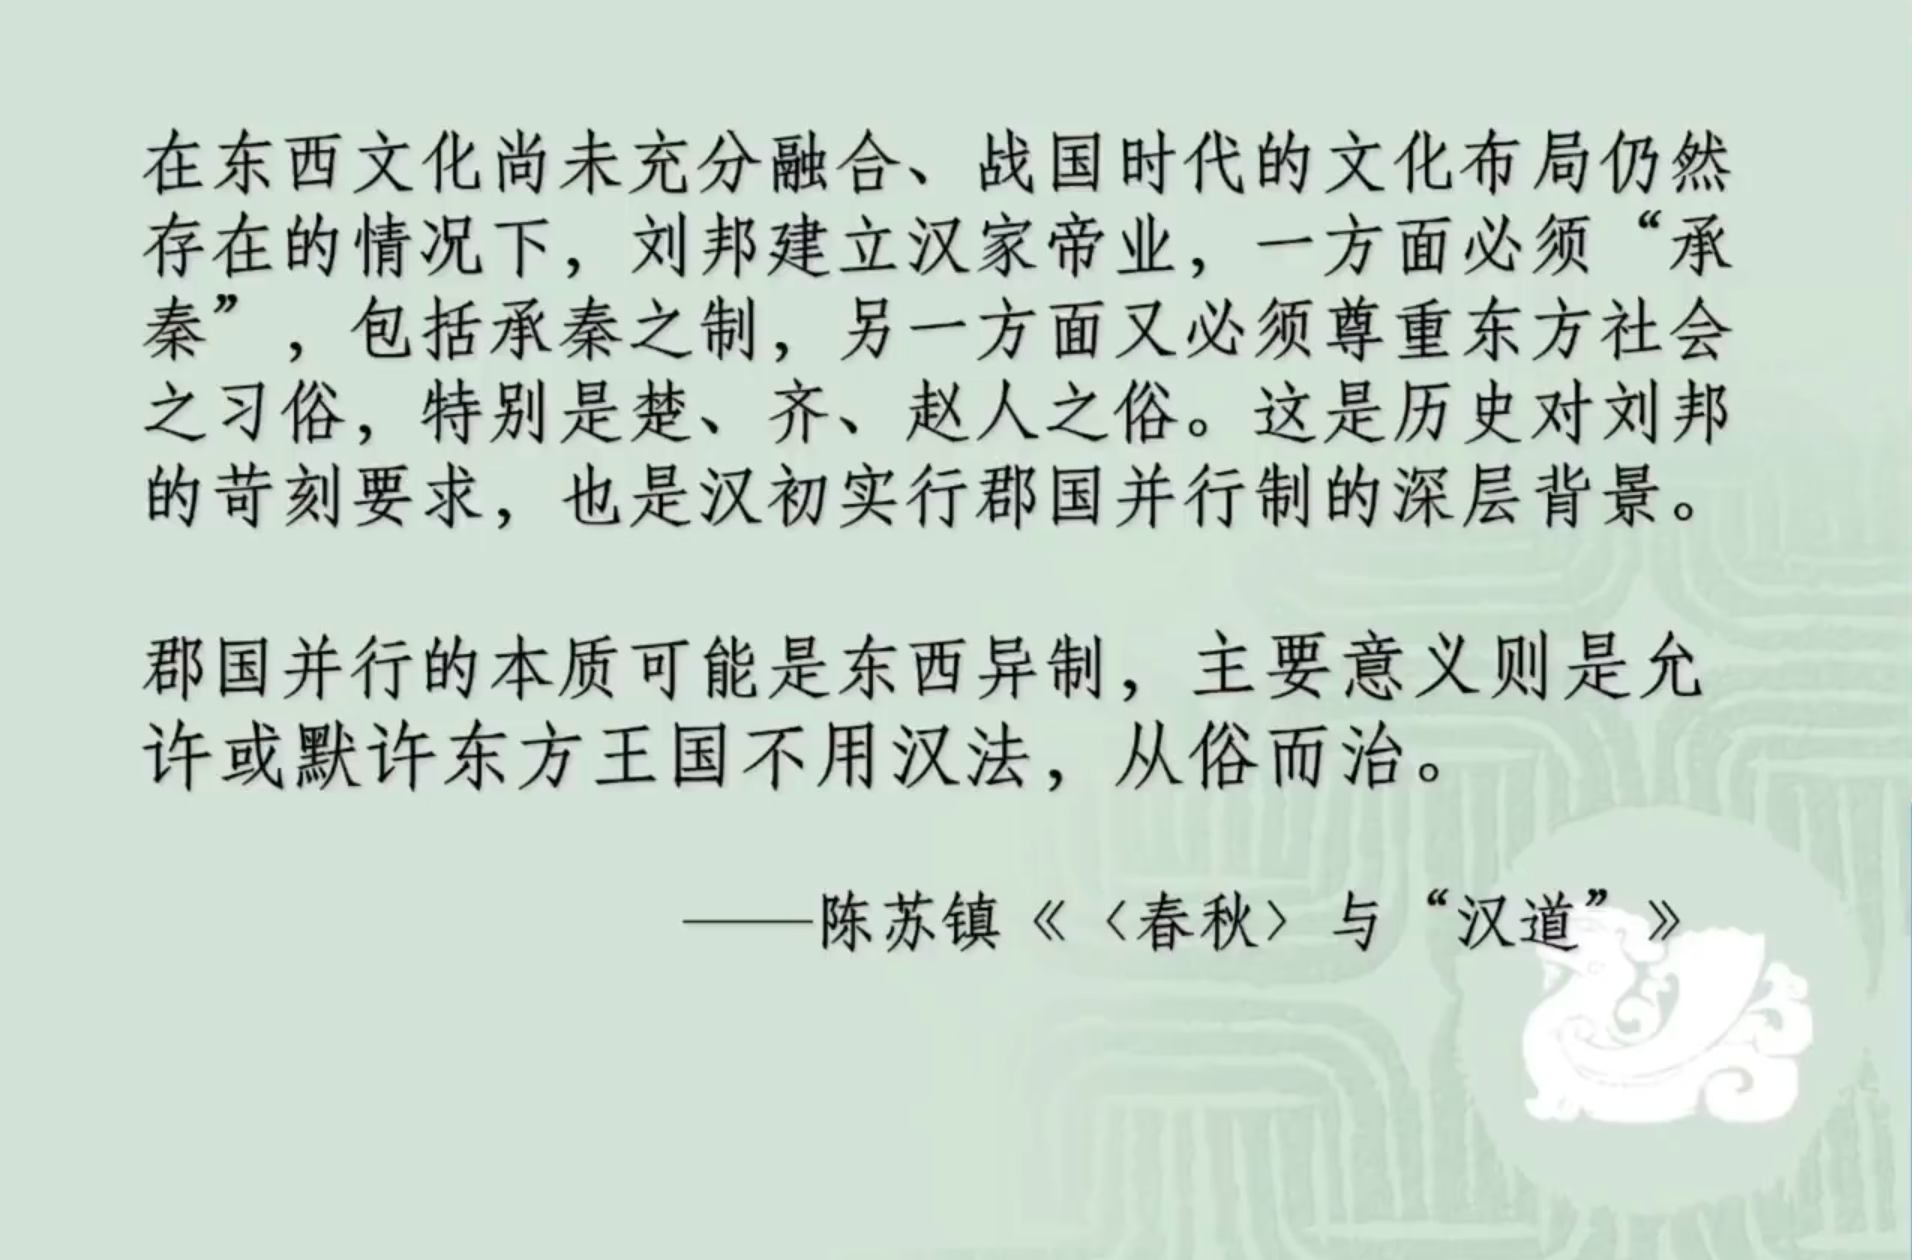 在东西文化尚未充分融合、战国时代的文化布局仍然
存在的情况下，刘邦建立汉家帝业，一方面必须“承
秦”，包括承秦之制，另一方面又必须尊重东方社会
之习俗，特别是楚、齐、赵人之俗。这是历史对刘邦
的苛刻要求，也是汉初实行郡国并行制的深层背景。
郡国并行的本质可能是东西异制，主要意义则是允
许或默许东方王国不用汉法，从俗而治。
——陈苏镇《〈春秋〉与“汉道”》